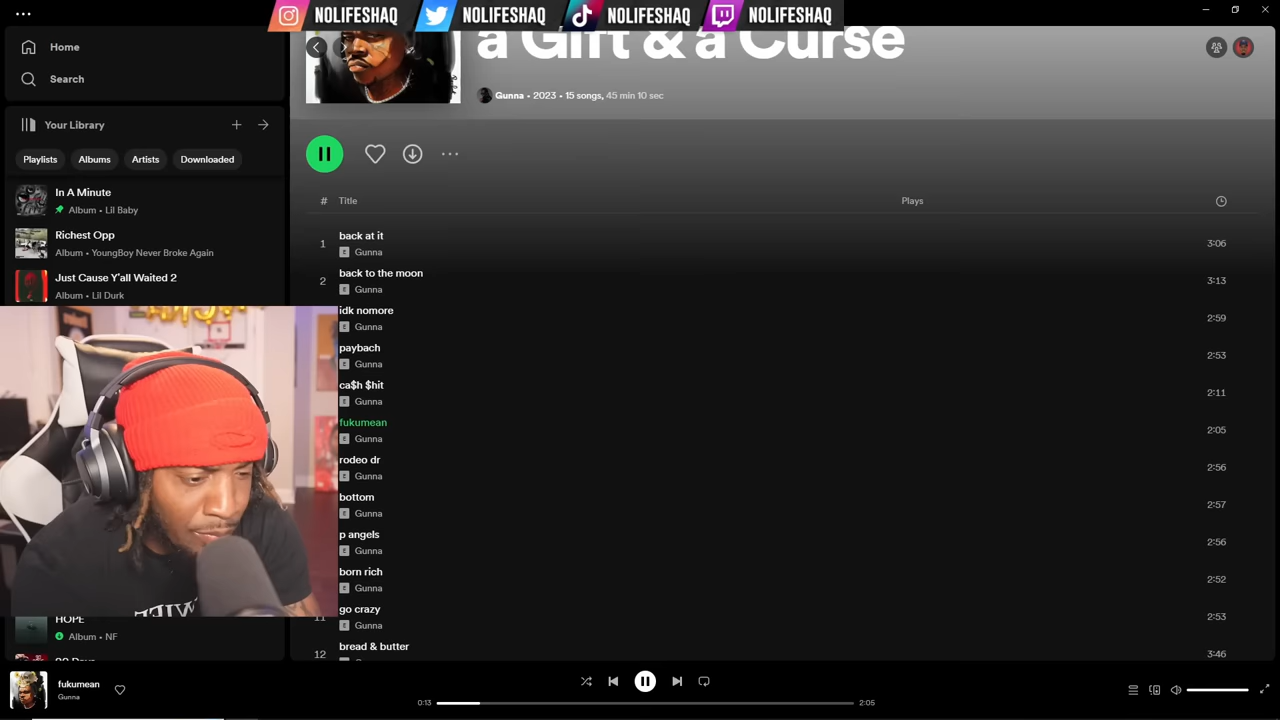 NOLIFESHAQ NOLIFESHAQ NOLIFESHAQ NOLIFESHAQ
Home
Search
Your Library
Playlists Albums Artists Downloaded
In A Minute
Album • Lil Baby
Richest Opp
Album • YoungBoy Never Broke Again
Just Cause Y'all Waited 2
Album • Lil Durk
HOPE
Album • NF
a Gift & a Curse
Gunna • 2023 • 15 songs, 45 min 10 sec
# Title Plays
1 back at it 3:06
E Gunna
2 back to the moon 3:13
E Gunna
idk nomore 2:59
E Gunna
paybach 2:53
E Gunna
ca$h $hit 2:11
E Gunna
fukumean 2:05
E Gunna
rodeo dr 2:56
E Gunna
bottom 2:57
E Gunna
p angels 2:56
E Gunna
born rich 2:52
E Gunna
11 go crazy 2:53
E Gunna
12 bread & butter 3:46
fukumean
Gunna
0:13 2:05